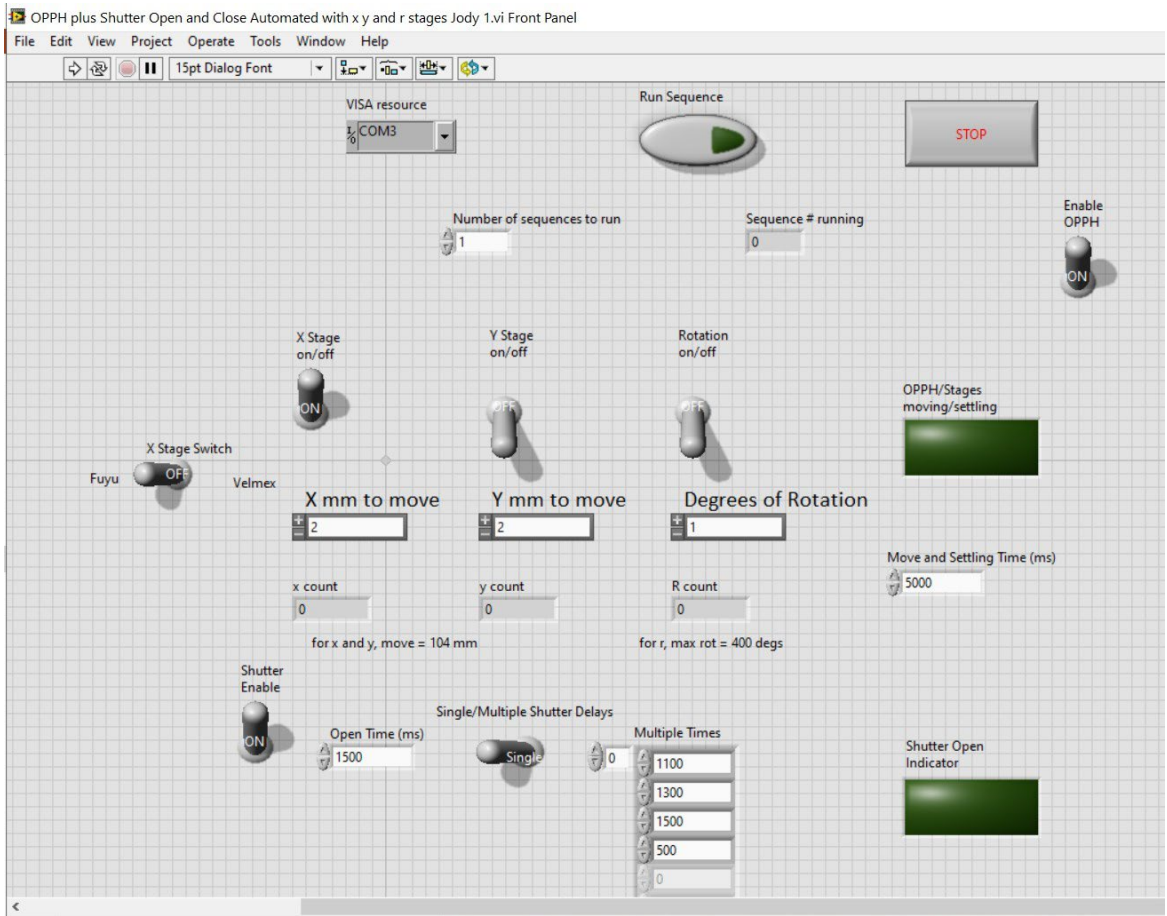 OPPH plus Shutter Open and Close Automated with x y and r stages Jody 1.vi Front Panel
File Edit View Project Operate Tools Window Help
15pt Dialog Font
VISA resource
COM3
Run Sequence
STOP
Number of sequences to run
1
Sequence # running
0
Enable
OPPH
ON
X Stage
on/off
ON
Y Stage
on/off
OFF
Rotation
on/off
OFF
OPPH/Stages
moving/settling
X Stage Switch
Fuyu
OFF
Velmex
X mm to move
2
Y mm to move
2
Degrees of Rotation
1
Move and Settling Time (ms)
5000
x count
0
y count
0
R count
0
for x and y, move = 104 mm
for r, max rot = 400 degs
Shutter
Enable
ON
Open Time (ms)
1500
Single/Multiple Shutter Delays
Single
0
Multiple Times
1100
1300
1500
500
0
Shutter Open
Indicator